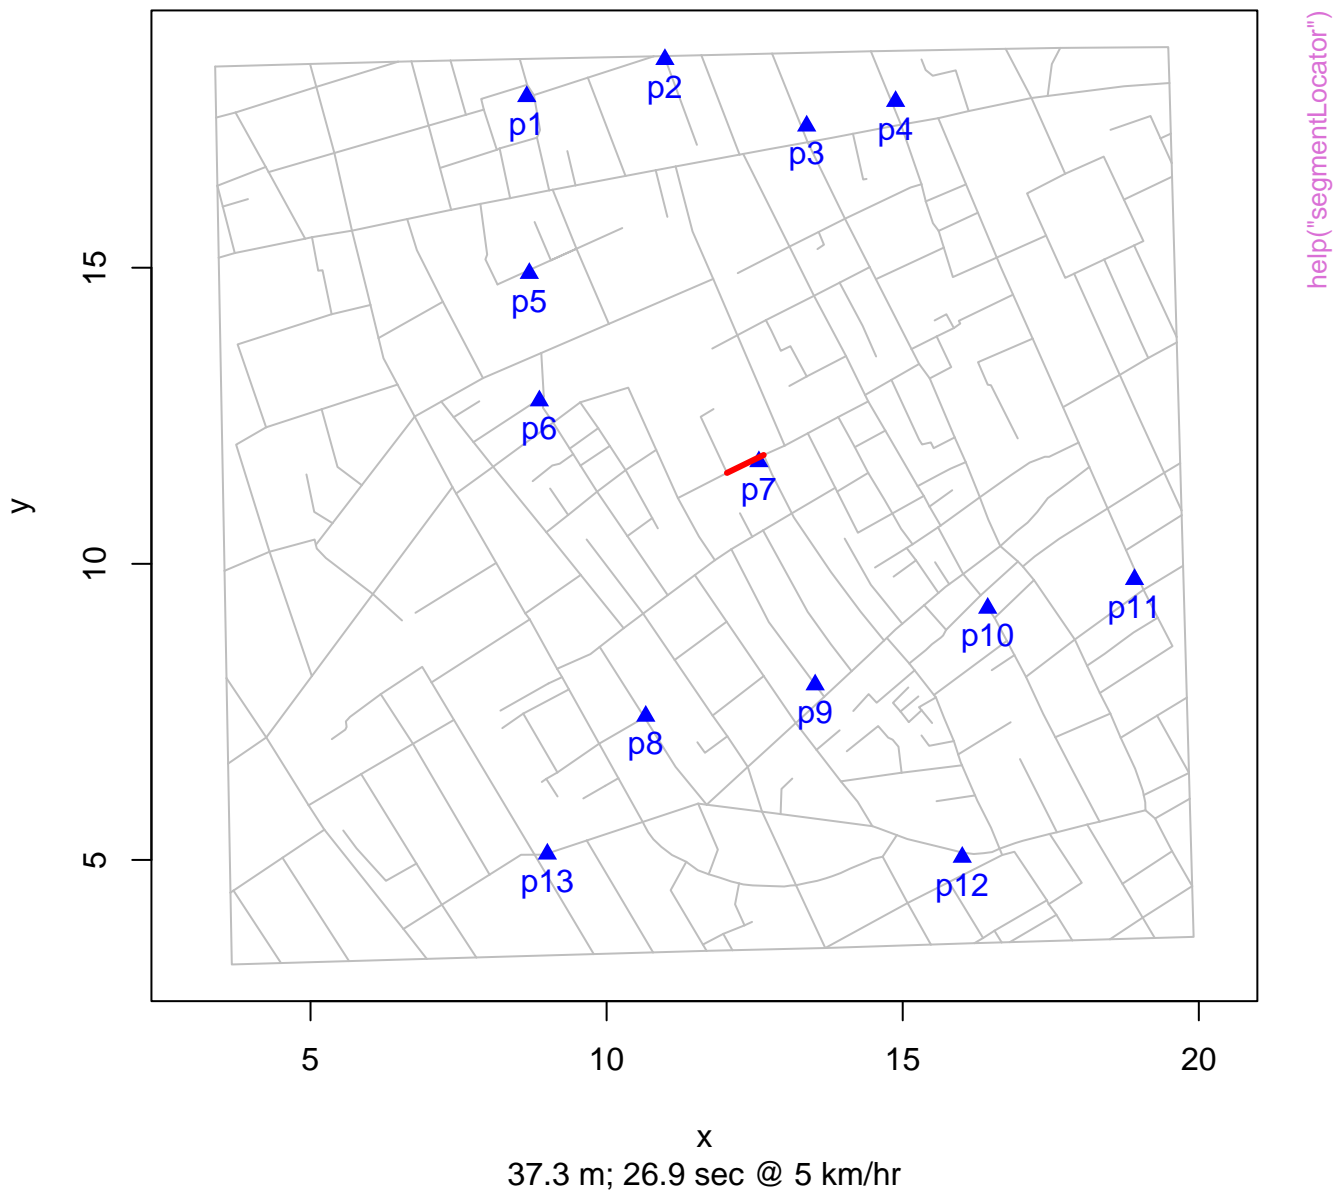 help("segmentLocator")
p2
p1
p3
p4
15
p5
p6
p7
y
10
p11
p10
p9
p8
5
p13
p12
5
10
15
20
x
37.3 m; 26.9 sec @ 5 km/hr